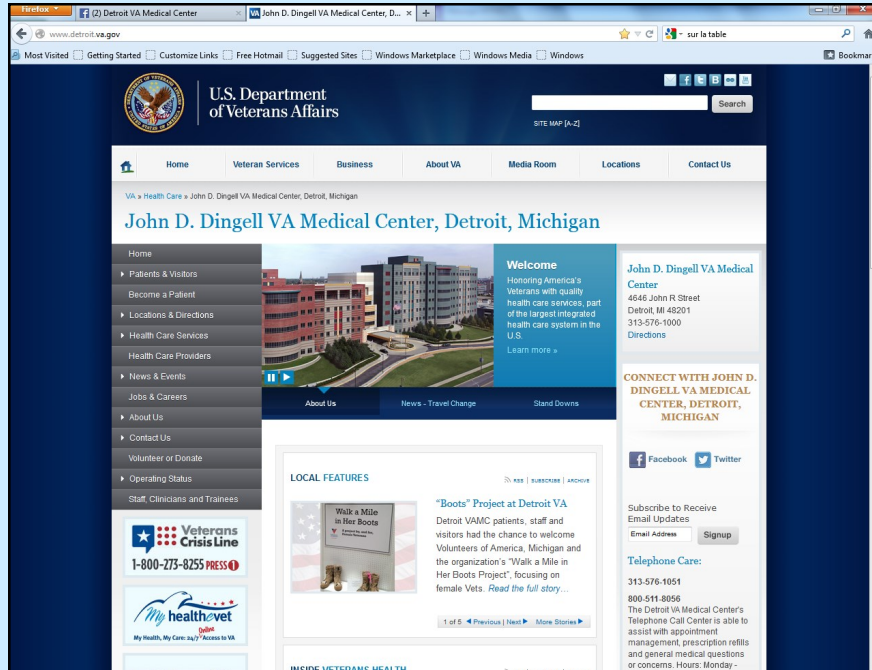 Firefox
(2) Detroit VA Medical Center
John D. Dingell VA Medical Center, D...
www.detroit.va.gov
sur la table
Most Visited Getting Started Customize Links Free Hotmail Suggested Sites Windows Marketplace Windows Media Windows
Bookmar
U.S. Department
of Veterans Affairs
Search
SITE MAP [A-Z]
Home Veteran Services Business About VA Media Room Locations Contact Us
VA » Health Care » John D. Dingell VA Medical Center, Detroit, Michigan
John D. Dingell VA Medical Center, Detroit, Michigan
Home
Patients & Visitors
Become a Patient
Locations & Directions
Health Care Services
Health Care Providers
News & Events
Jobs & Careers
About Us
Contact Us
Volunteer or Donate
Operating Status
Staff, Clinicians and Trainees
Veterans
Crisis Line
1-800-273-8255 PRESS 1
My healthevet
My Health, My Care: 24/7 Online Access to VA
Welcome
Honoring America's
Veterans with quality
health care services, part
of the largest integrated
health care system in the
U.S.
Learn more »
About Us News - Travel Change Stand Downs
LOCAL FEATURES
RSS | SUBSCRIBE | ARCHIVE
Walk a Mile
in Her Boots
"Boots" Project at Detroit VA
Detroit VAMC patients, staff and
visitors had the chance to welcome
Volunteers of America, Michigan and
the organization's "Walk a Mile in
Her Boots Project", focusing on
female Vets. Read the full story…
1 of 5 Previous | Next More Stories
INSIDE VETERANS HEALTH
John D. Dingell VA Medical
Center
4646 John R Street
Detroit, MI 48201
313-576-1000
Directions
CONNECT WITH JOHN D.
DINGELL VA MEDICAL
CENTER, DETROIT,
MICHIGAN
Facebook Twitter
Subscribe to Receive
Email Updates
Email Address Signup
Telephone Care:
313-576-1051
800-511-8056
The Detroit VA Medical Center's
Telephone Call Center is able to
assist with appointment
management, prescription refills
and general medical questions
or concerns. Hours: Monday -